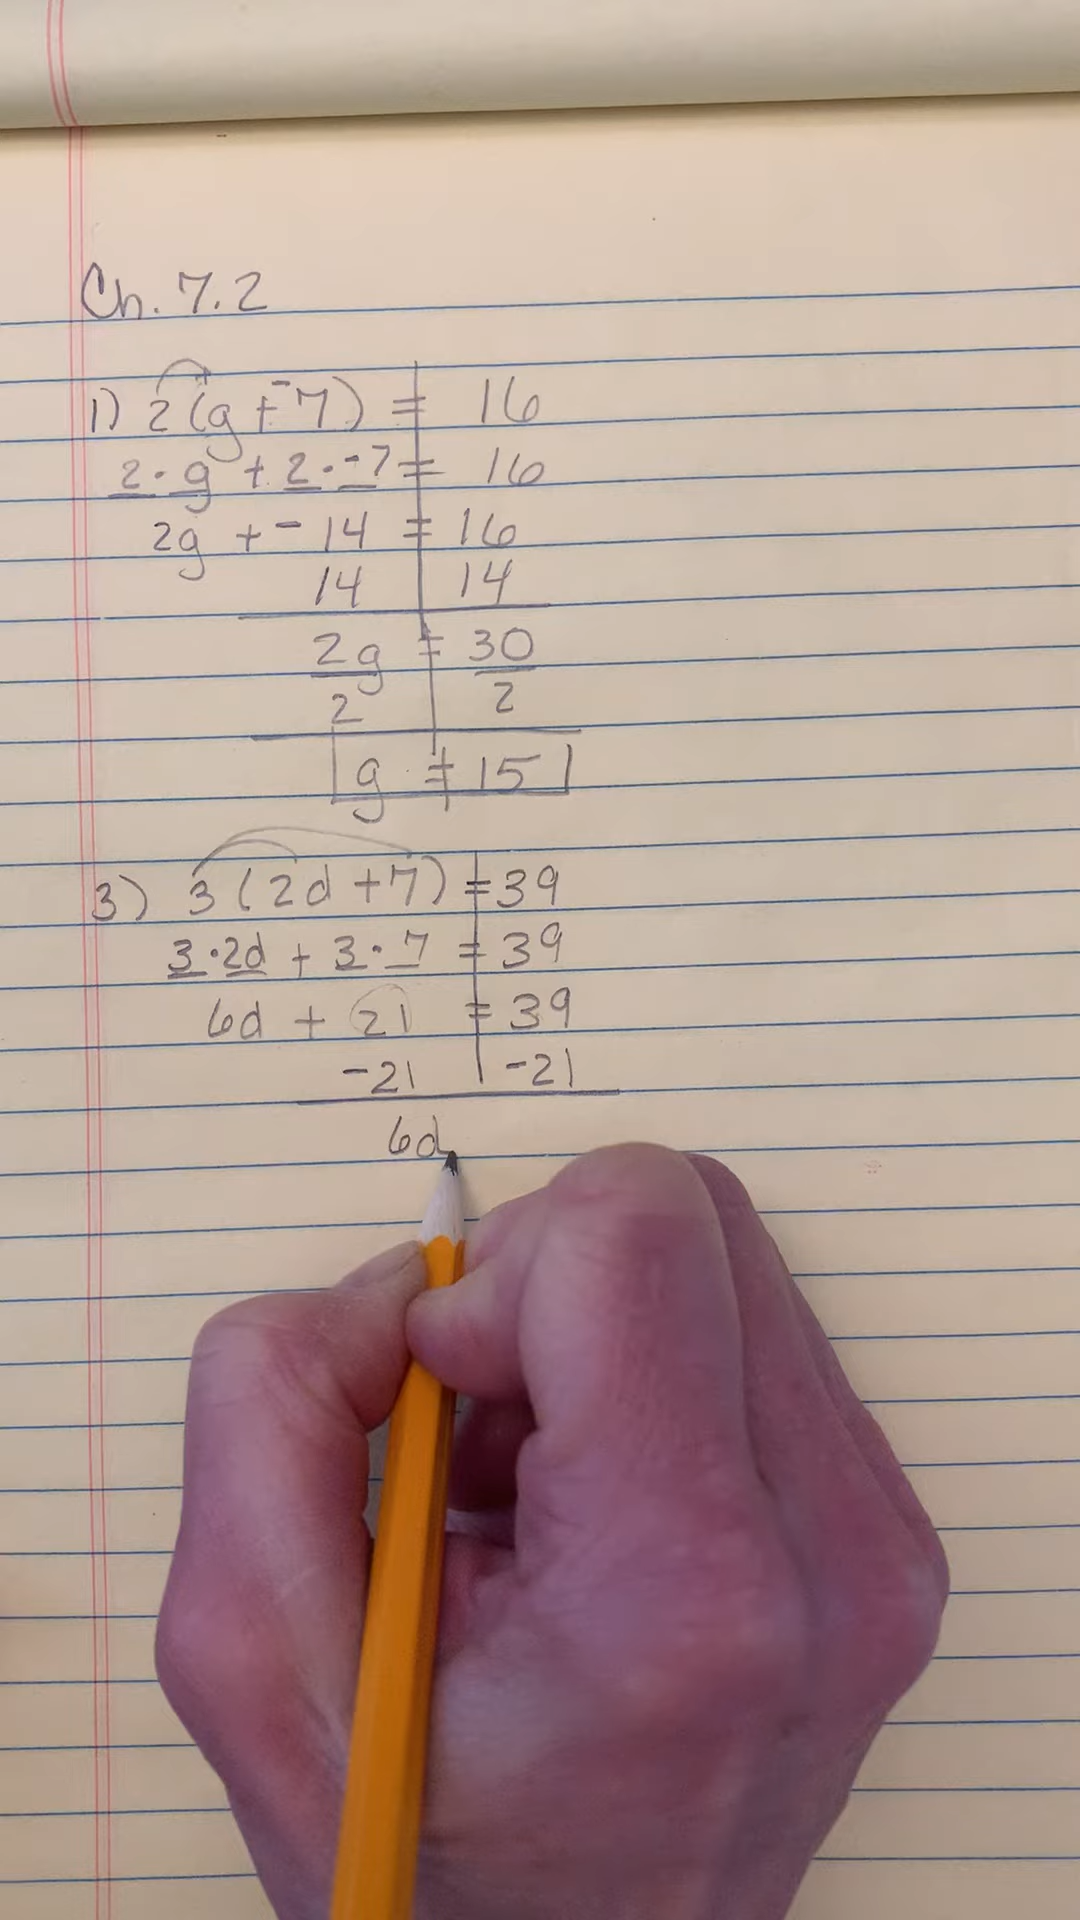 Ch. 7.2
1) 2(g + -7) = 16
2 · g + 2 · -7 = 16
2g + -14 = 16
14 14
2g = 30
2 2
g = 15
3) 3(2d + 7) = 39
3 · 2d + 3 · 7 = 39
6d + 21 = 39
-21 -21
6d